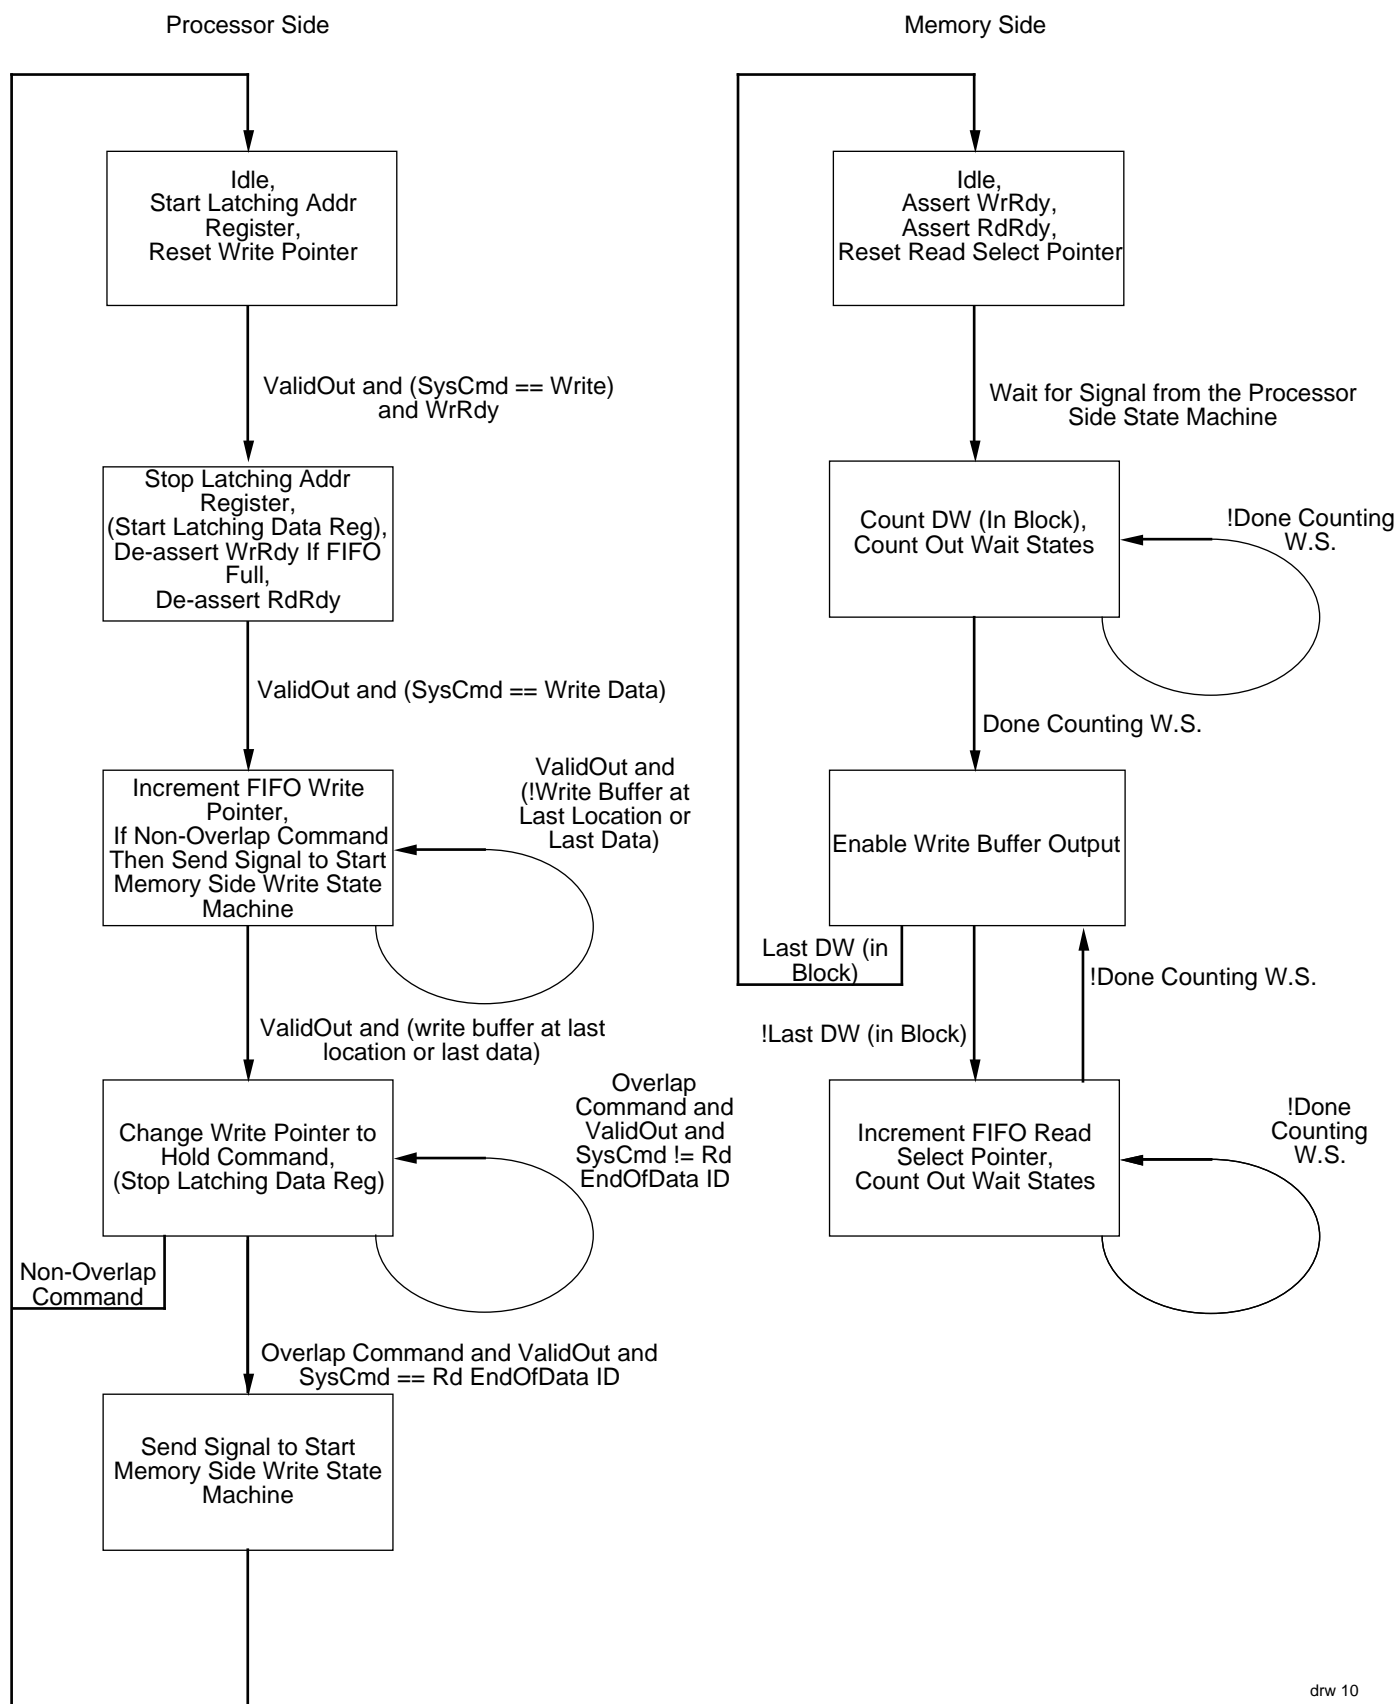 Processor Side
Idle,
Start Latching Addr
Register,
Reset Write Pointer
ValidOut and (SysCmd == Write)
and WrRdy
Stop Latching Addr
Register,
(Start Latching Data Reg),
De-assert WrRdy If FIFO
Full,
De-assert RdRdy
ValidOut and (SysCmd == Write Data)
Increment FIFO Write
Pointer,
If Non-Overlap Command
Then Send Signal to Start
Memory Side Write State
Machine
ValidOut and
(!Write Buffer at
Last Location or
Last Data)
ValidOut and (write buffer at last
location or last data)
Change Write Pointer to
Hold Command,
(Stop Latching Data Reg)
Overlap
Command and
ValidOut and
SysCmd != Rd
EndOfData ID
Non-Overlap
Command
Overlap Command and ValidOut and
SysCmd == Rd EndOfData ID
Send Signal to Start
Memory Side Write State
Machine
Memory Side
Idle,
Assert WrRdy,
Assert RdRdy,
Reset Read Select Pointer
Wait for Signal from the Processor
Side State Machine
Count DW (In Block),
Count Out Wait States
!Done Counting
W.S.
Done Counting W.S.
Enable Write Buffer Output
Last DW (in
Block)
!Done Counting W.S.
!Last DW (in Block)
Increment FIFO Read
Select Pointer,
Count Out Wait States
!Done
Counting
W.S.
drw 10